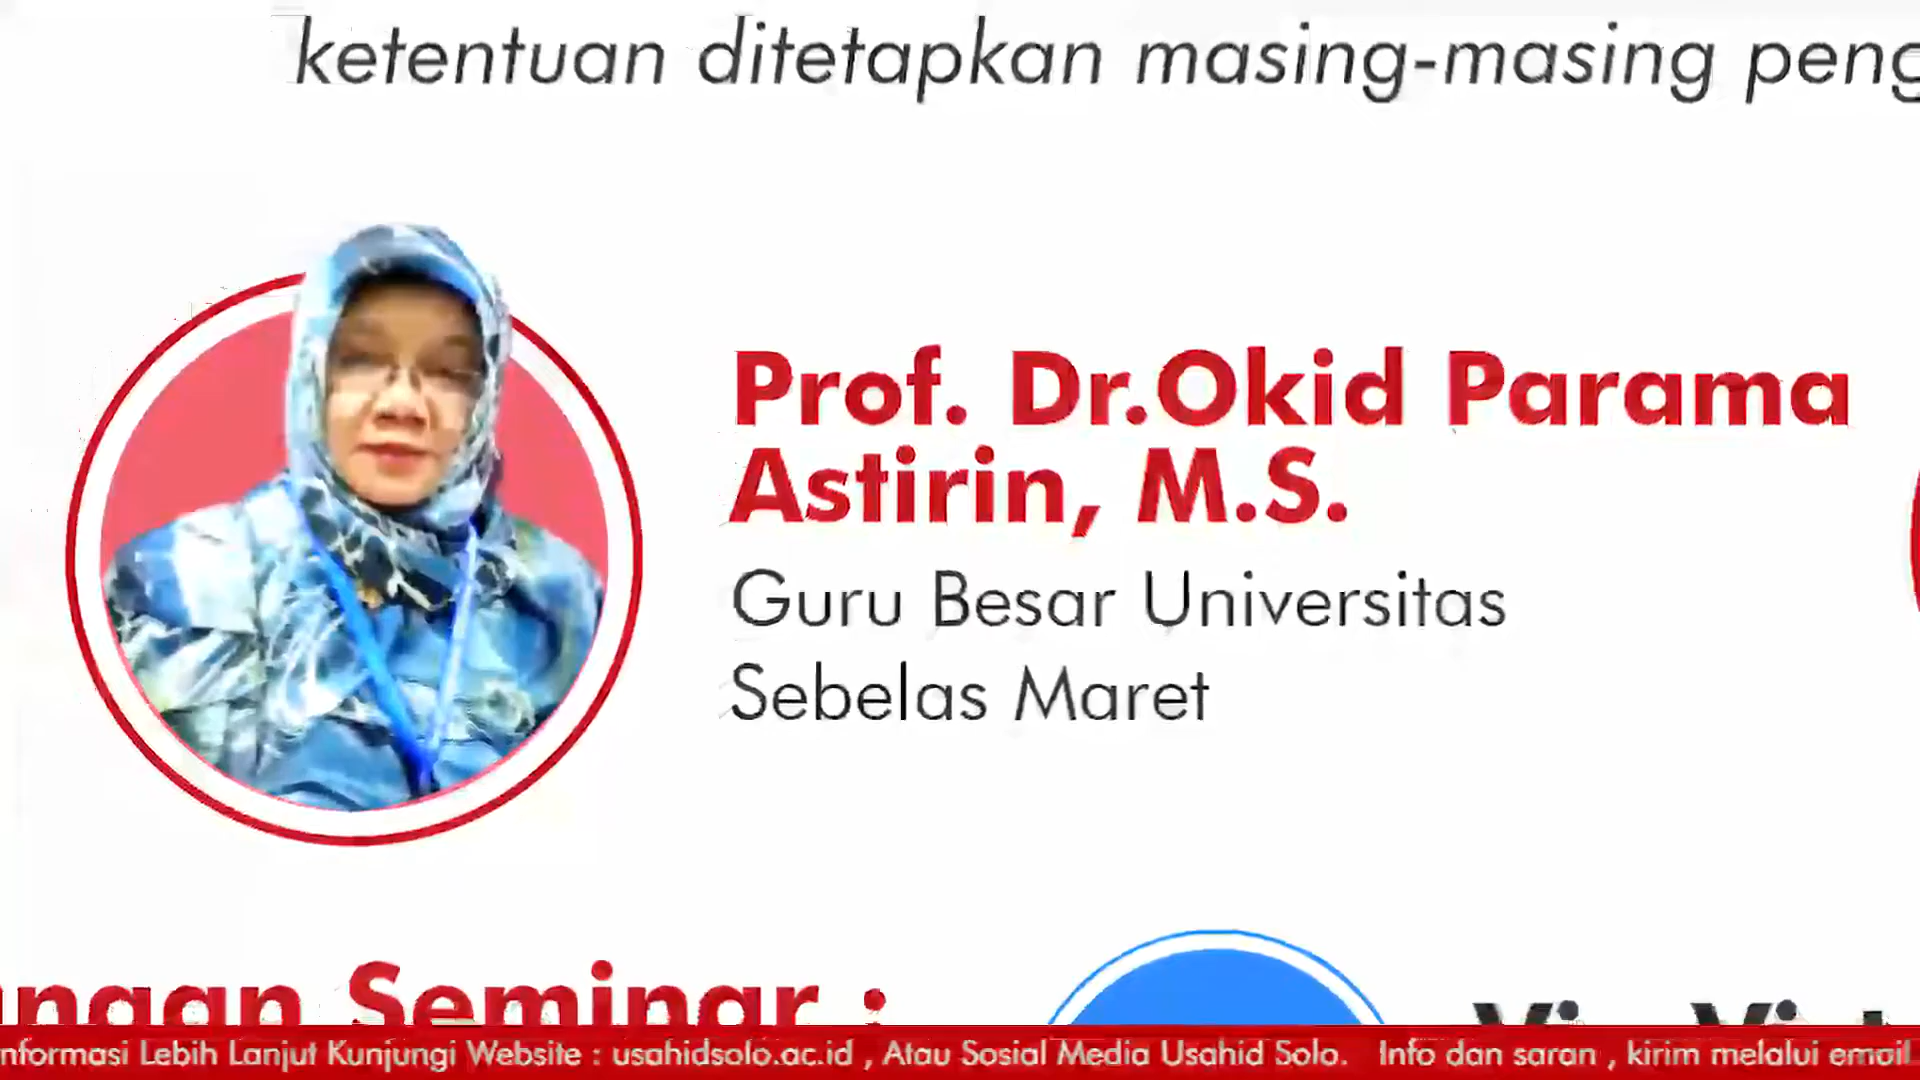 ketentuan ditetapkan masing-masing peng
Prof. Dr.Okid Parama
Astirin, M.S.
Guru Besar Universitas
Sebelas Maret
ngan Seminar :
nformasi Lebih Lanjut Kunjungi Website : usahidsolo.ac.id , Atau Sosial Media Usahid Solo. Info dan saran , kirim melalui email